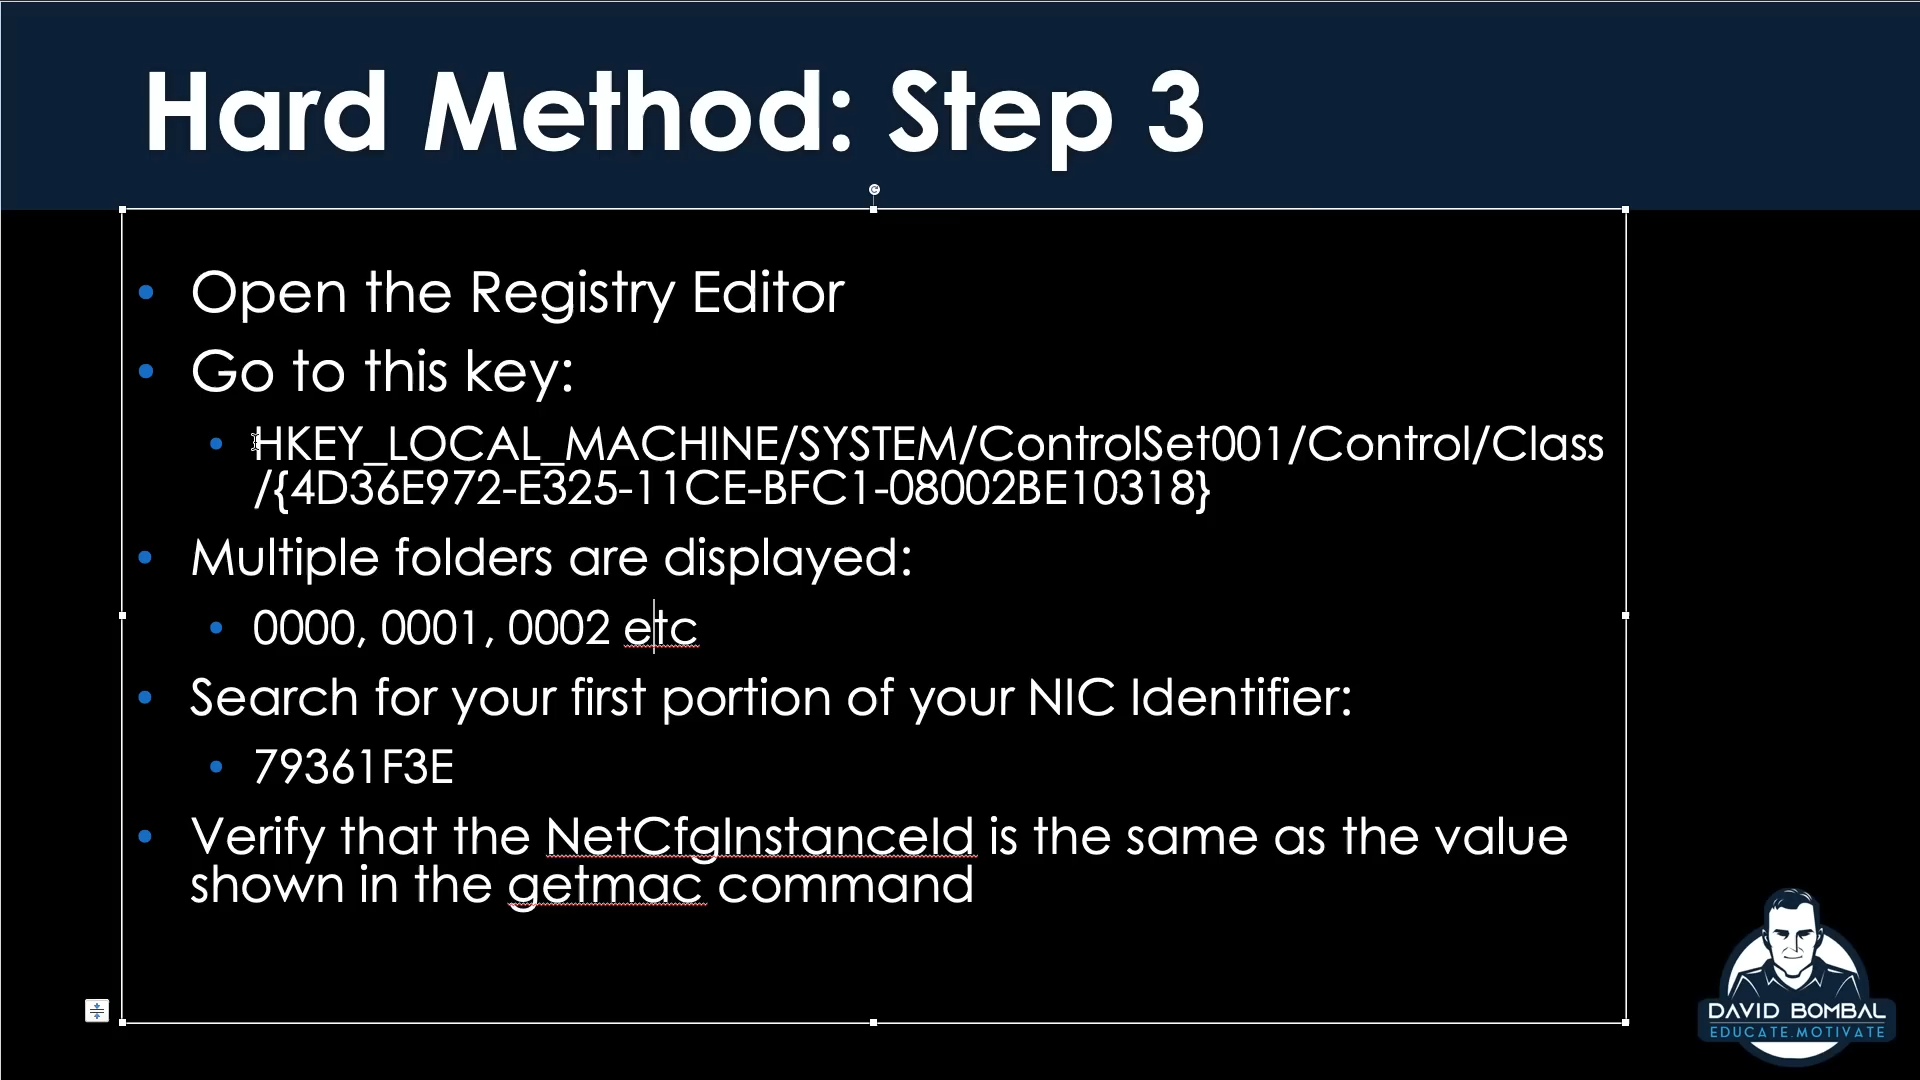 Hard Method: Step 3
• Open the Registry Editor
• Go to this key:
• HKEY_LOCAL_MACHINE/SYSTEM/ControlSet001/Control/Class
/{4D36E972-E325-11CE-BFC1-08002BE10318}
• Multiple folders are displayed:
• 0000, 0001, 0002 etc
• Search for your first portion of your NIC Identifier:
• 79361F3E
• Verify that the NetCfgInstanceId is the same as the value
shown in the getmac command
DAVID BOMBAL
EDUCATE.MOTIVATE